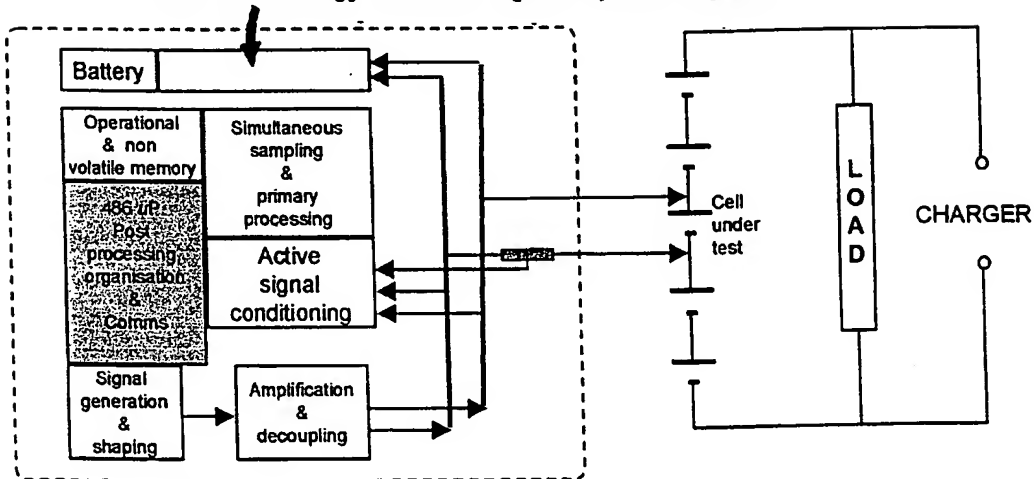 Battery
Operational
& non
volatile memory
Simultaneous
sampling
&
primary
processing
486 uP
Post
processing
organisation
&
Comms
Active
signal
conditioning
Signal
generation
&
shaping
Amplification
&
decoupling
Cell
under
test
L
O
A
D
CHARGER